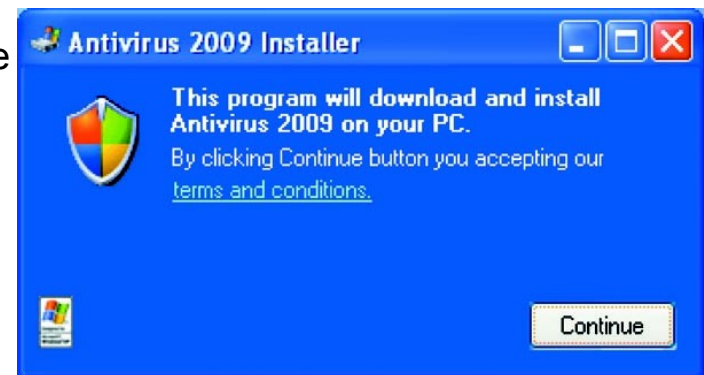 e
Antivirus 2009 Installer
This program will download and install
Antivirus 2009 on your PC.
By clicking Continue button you accepting our
terms and conditions.
Continue